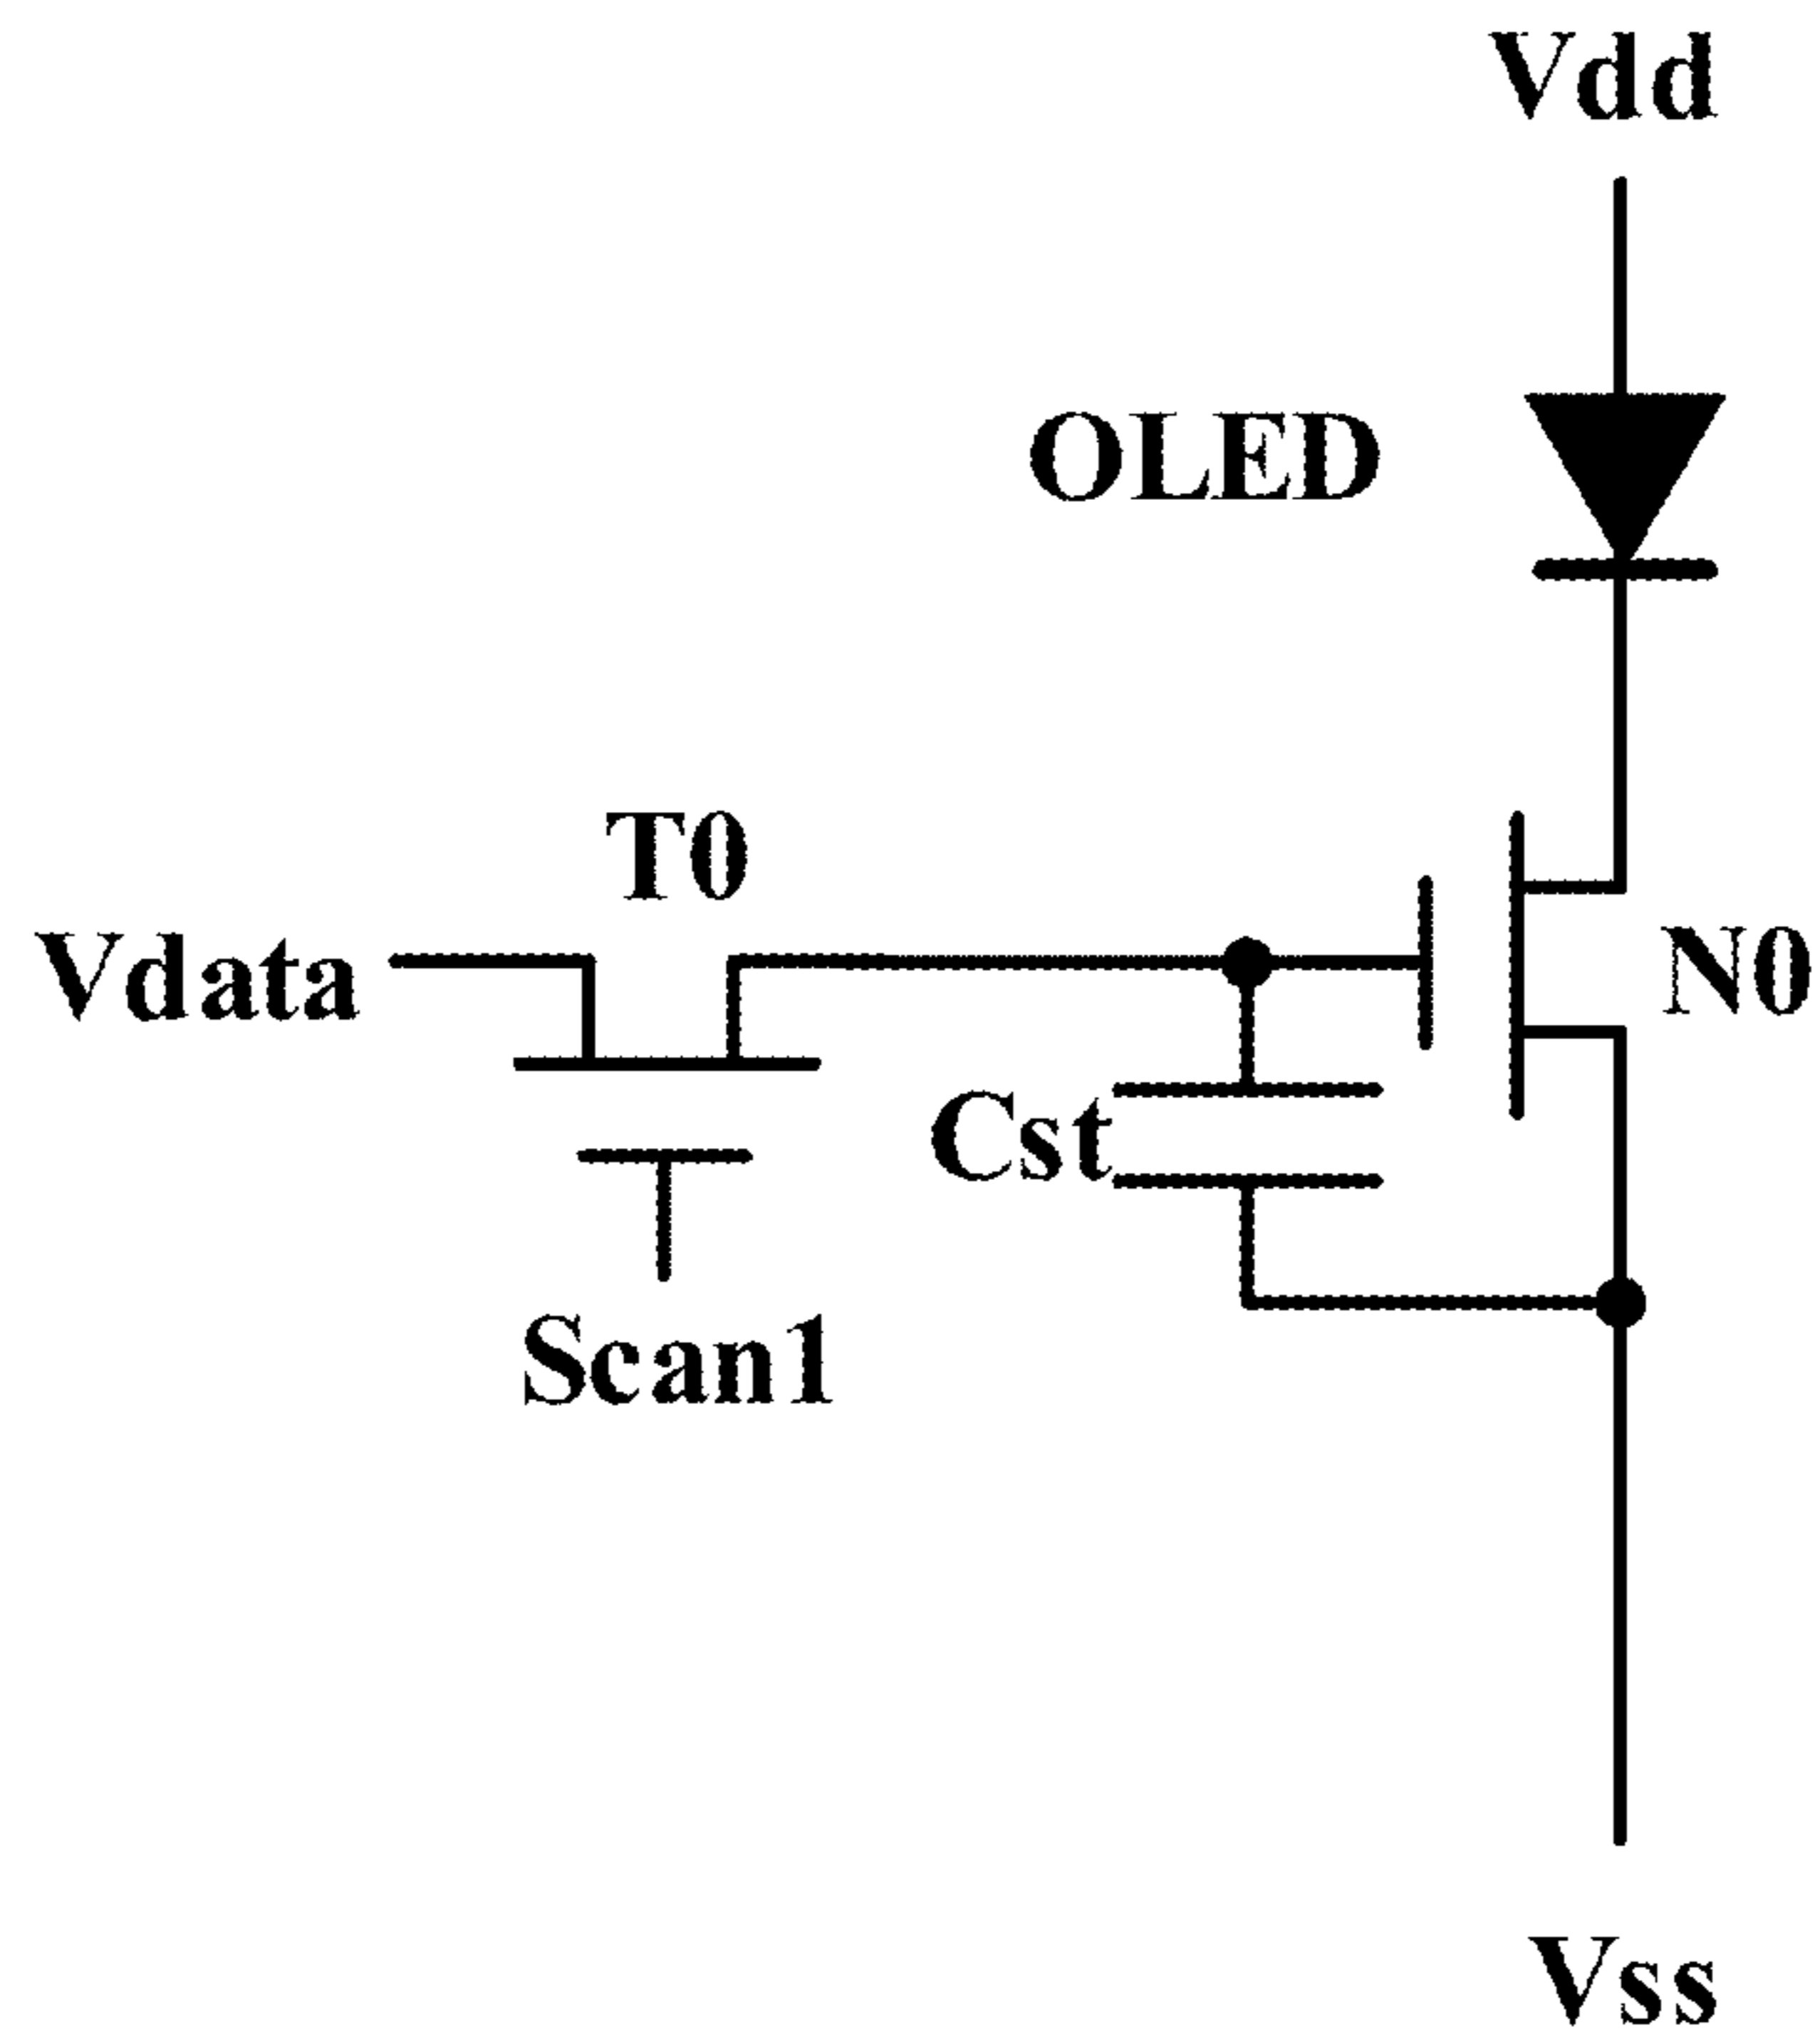 Vdd
OLED
T0
Vdata
N0
Cst
Scan1
Vss